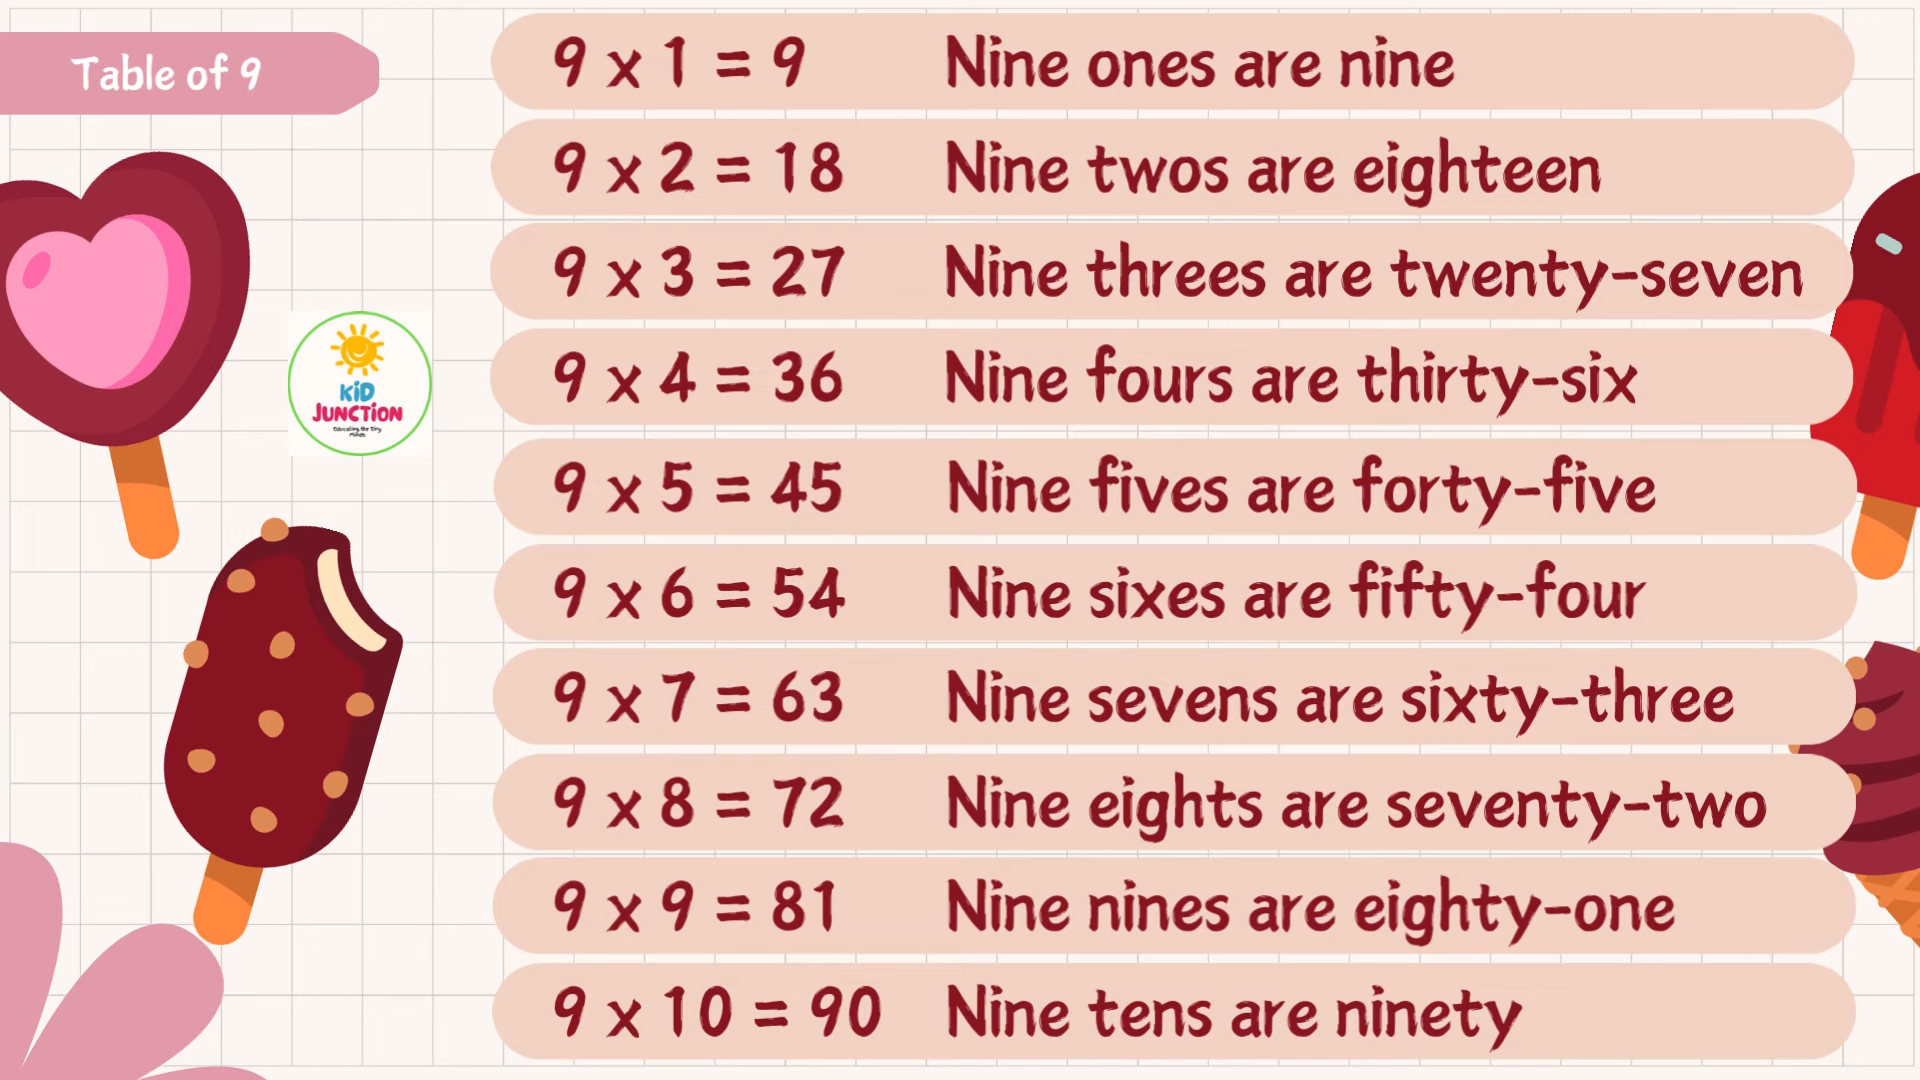 Table of 9
9 x 1 = 9 Nine ones are nine
9 x 2 = 18 Nine twos are eighteen
9 x 3 = 27 Nine threes are twenty-seven
9 x 4 = 36 Nine fours are thirty-six
9 x 5 = 45 Nine fives are forty-five
9 x 6 = 54 Nine sixes are fifty-four
9 x 7 = 63 Nine sevens are sixty-three
9 x 8 = 72 Nine eights are seventy-two
9 x 9 = 81 Nine nines are eighty-one
9 x 10 = 90 Nine tens are ninety
KiD
JUNCTiON
Educating the Tiny
Minds